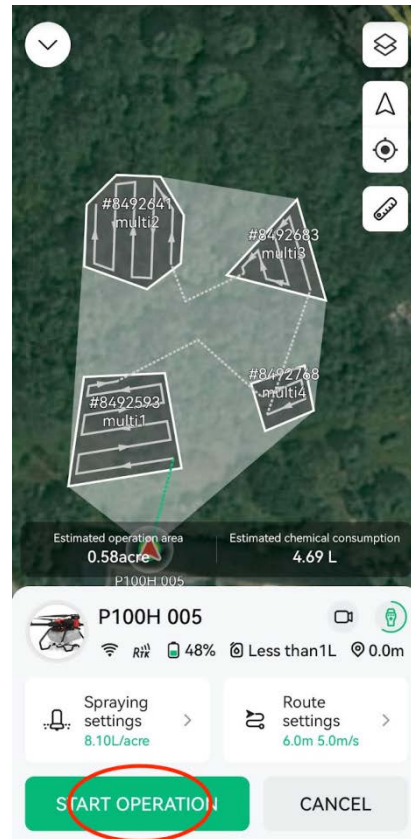 #8492641
multi2
#8492683
multi3
#8492768
multi4
#8492593
multi1
Estimated operation area
0.58acre
Estimated chemical consumption
4.69 L
P100H 005
P100H 005
RTK
48%
Less than1L
0.0m
Spraying
settings
8.10L/acre
Route
settings
6.0m 5.0m/s
START OPERATION
CANCEL